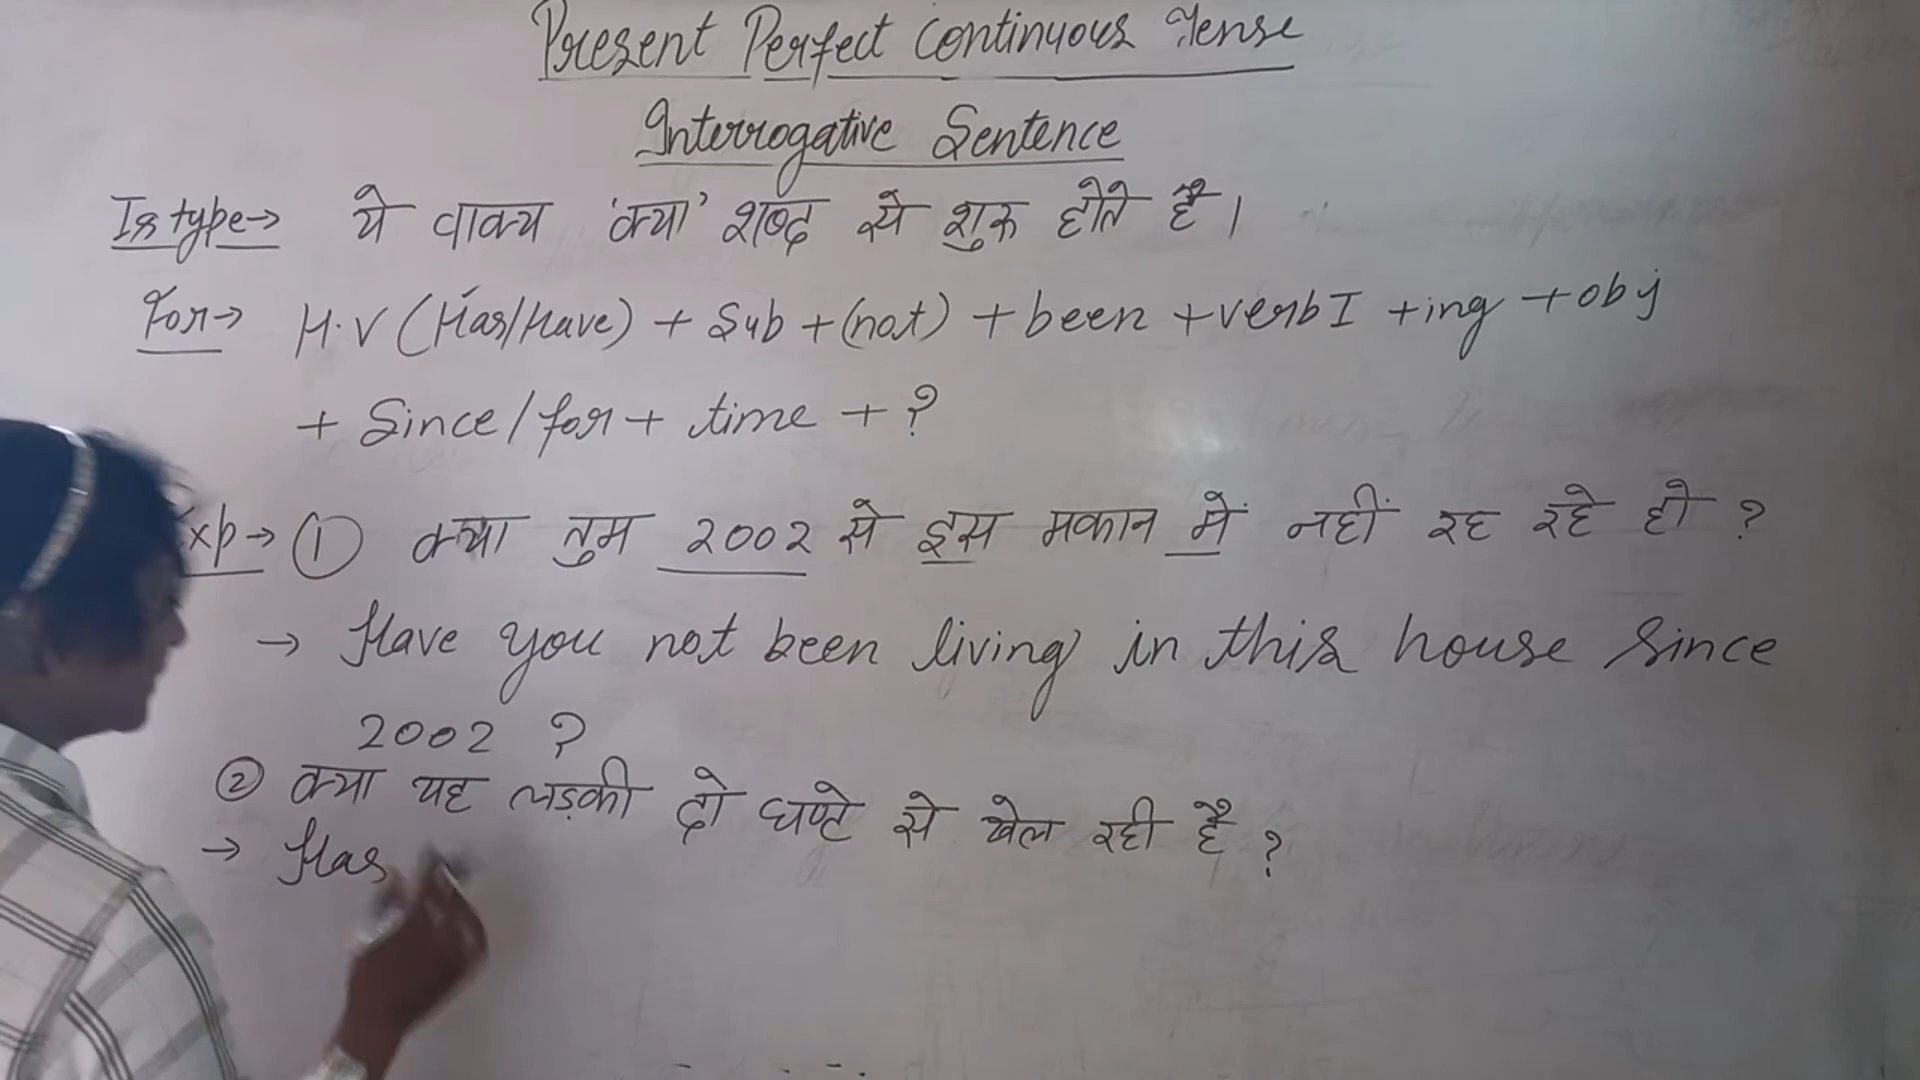 Present Perfect Continuous Tense
Interrogative Sentence
Is type→ ये वाक्य 'क्या' शब्द से शुरू होते हैं।
For→ H.V (Has/Have) + Sub + (not) + been + verb I + ing + obj
+ Since/for + time + ?
Exp→ ① क्या तुम 2002 से इस मकान में नहीं रह रहे हो ?
→ Have you not been living in this house since
2002 ?
② क्या यह लड़की दो घण्टे से खेल रही है ?
→ Has